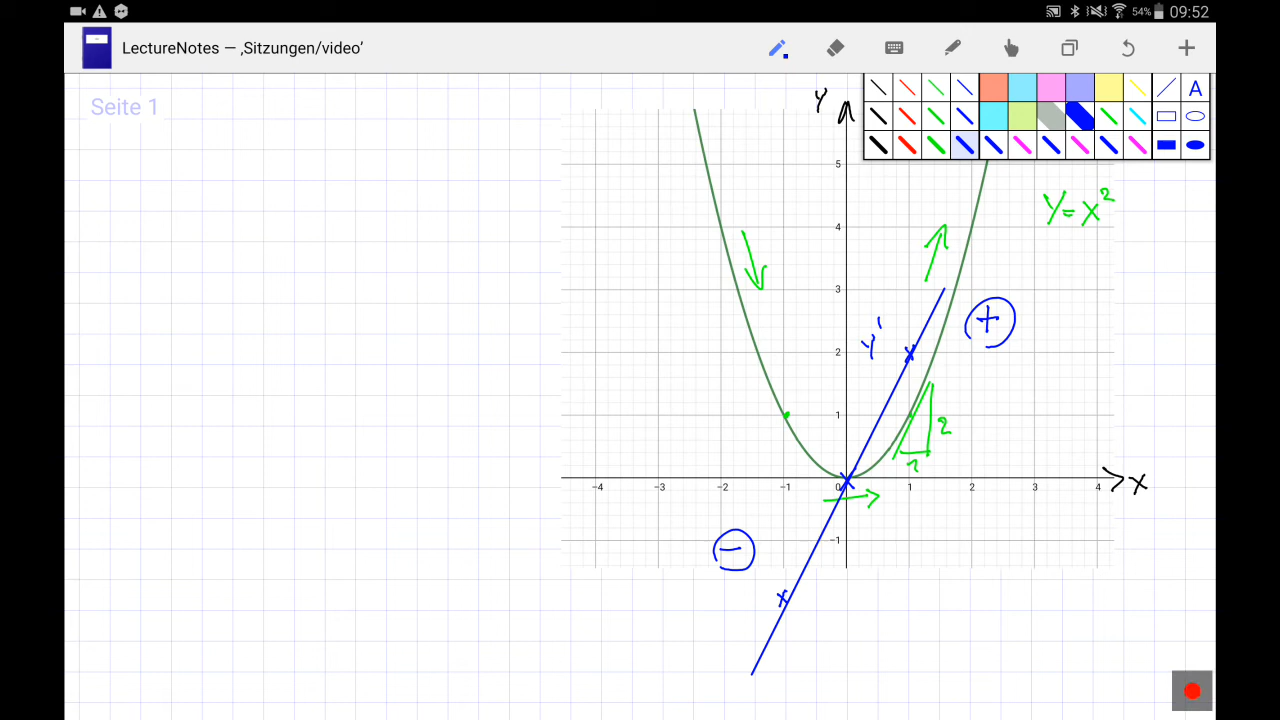 54% 09:52
LectureNotes — ‚Sitzungen/video‘
A
Seite 1
y
5
y=x²
4
3
+
y'
2
1
2
1
−4 −3 −2 −1 0 1 2 3 4 x
−1
−